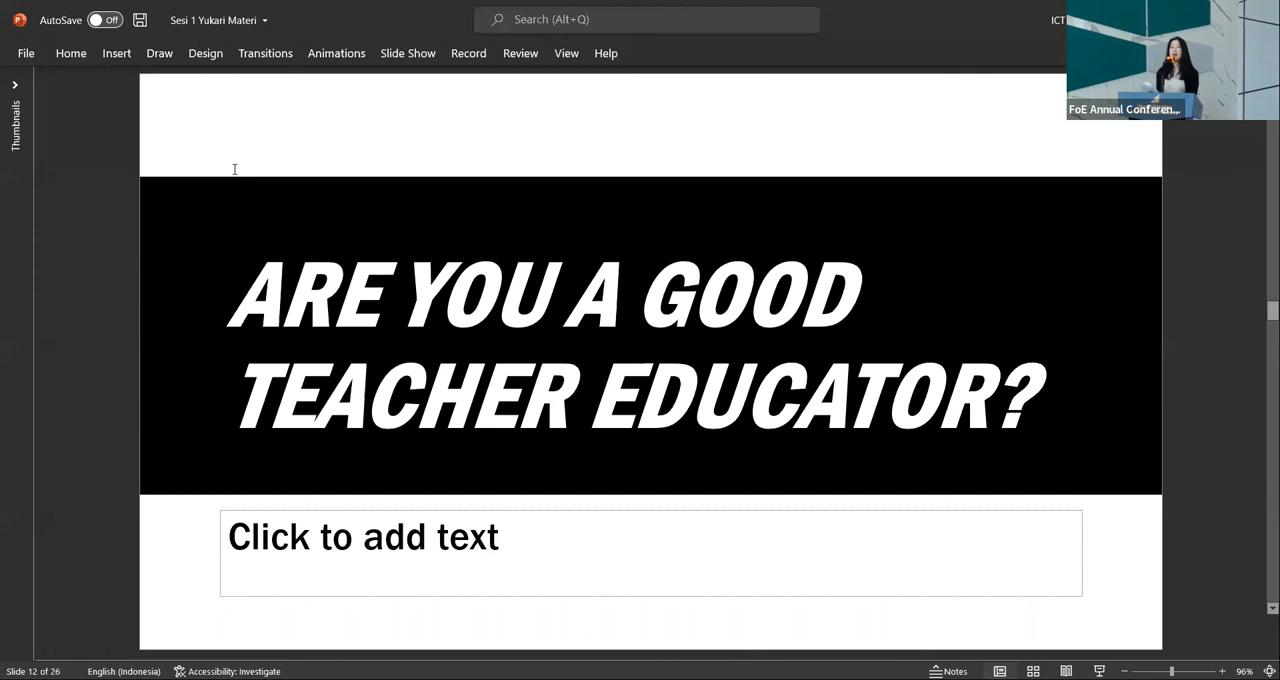 AutoSave Off Sesi 1 Yukari Materi Search (Alt+Q) ICT
File Home Insert Draw Design Transitions Animations Slide Show Record Review View Help
FoE Annual Conferen...
Thumbnails
ARE YOU A GOOD
TEACHER EDUCATOR?
Click to add text
Slide 12 of 26 English (Indonesia) Accessibility: Investigate Notes 96%